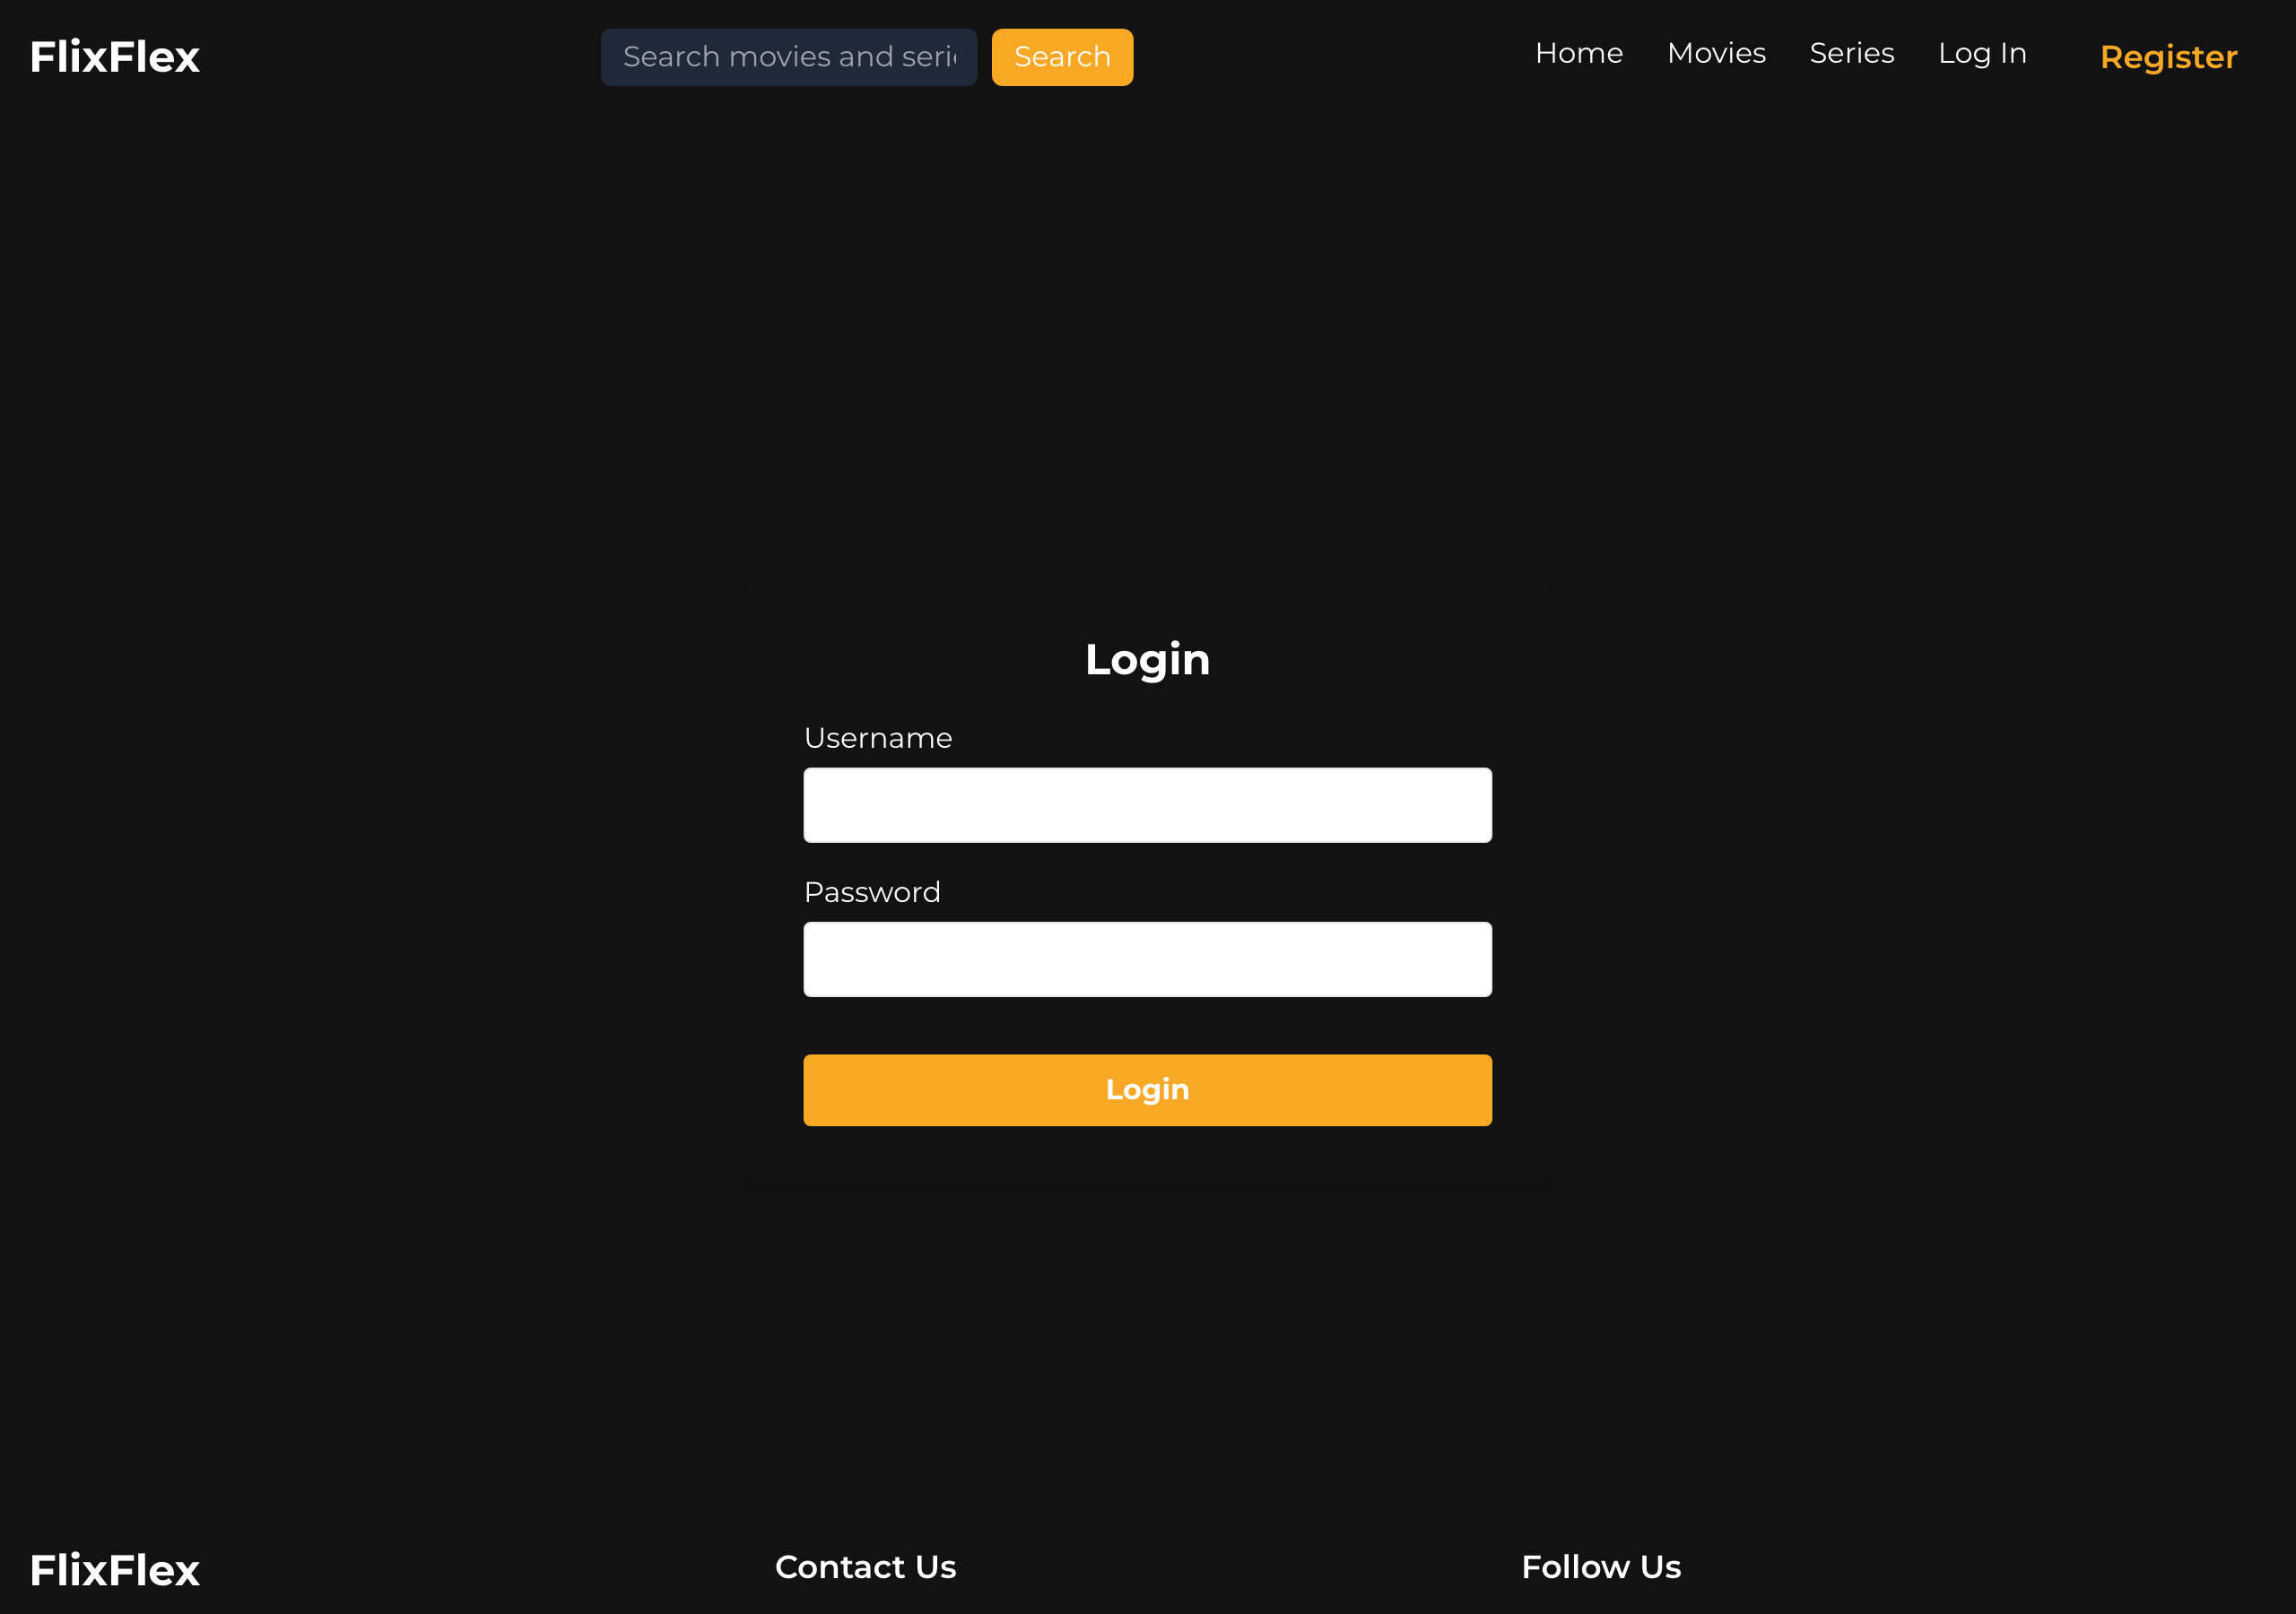 FlixFlex
Search movies and seri
Search
Home
Movies
Series
Log In
Register
Login
Username
Password
Login
FlixFlex
Contact Us
Follow Us